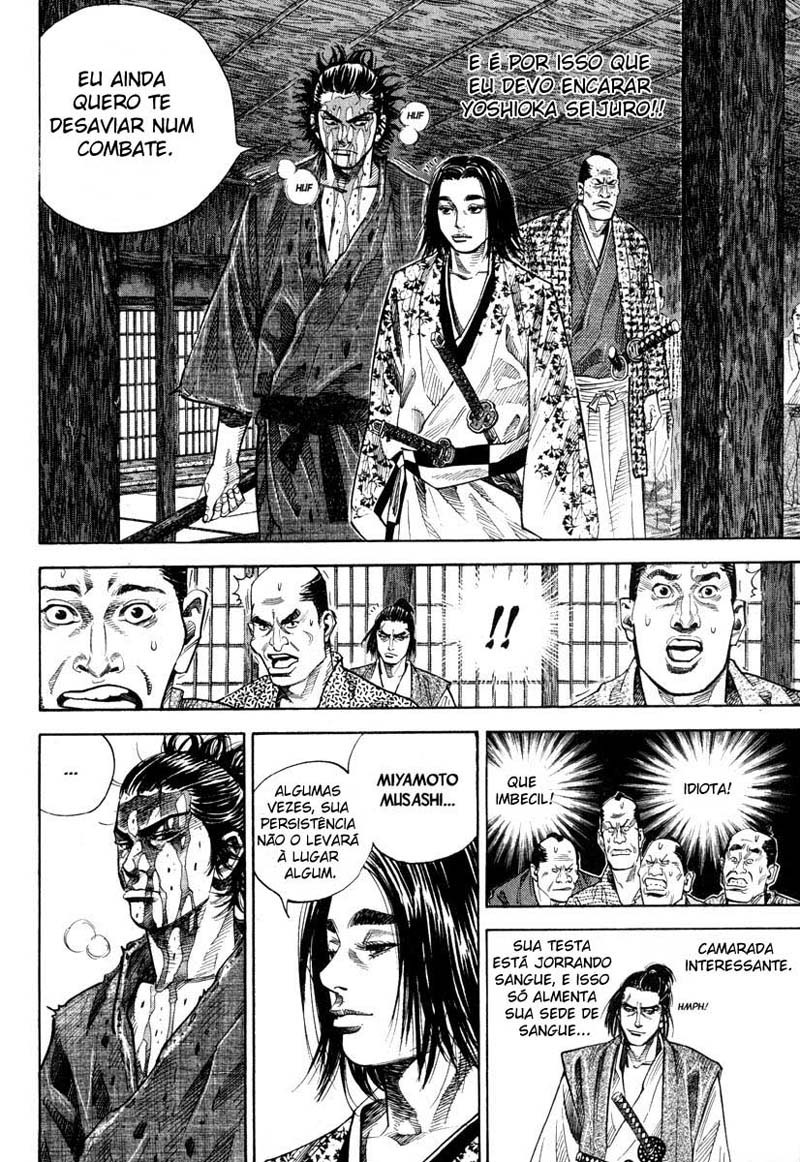 E É POR ISSO QUE
EU DEVO ENCARAR
YOSHIOKA SEIJURO!!
EU AINDA
QUERO TE
DESAVIAR NUM
COMBATE.
HUF
HUF
!!
QUE
IMBECIL!
IDIOTA!
MIYAMOTO
MUSASHI...
ALGUMAS
VEZES, SUA
PERSISTÊNCIA
NÃO O LEVARÁ
À LUGAR
ALGUM.
...
CAMARADA
INTERESSANTE.
HMPH!
SUA TESTA
ESTÁ JORRANDO
SANGUE, E ISSO
SÓ ALMENTA
SUA SEDE DE
SANGUE...